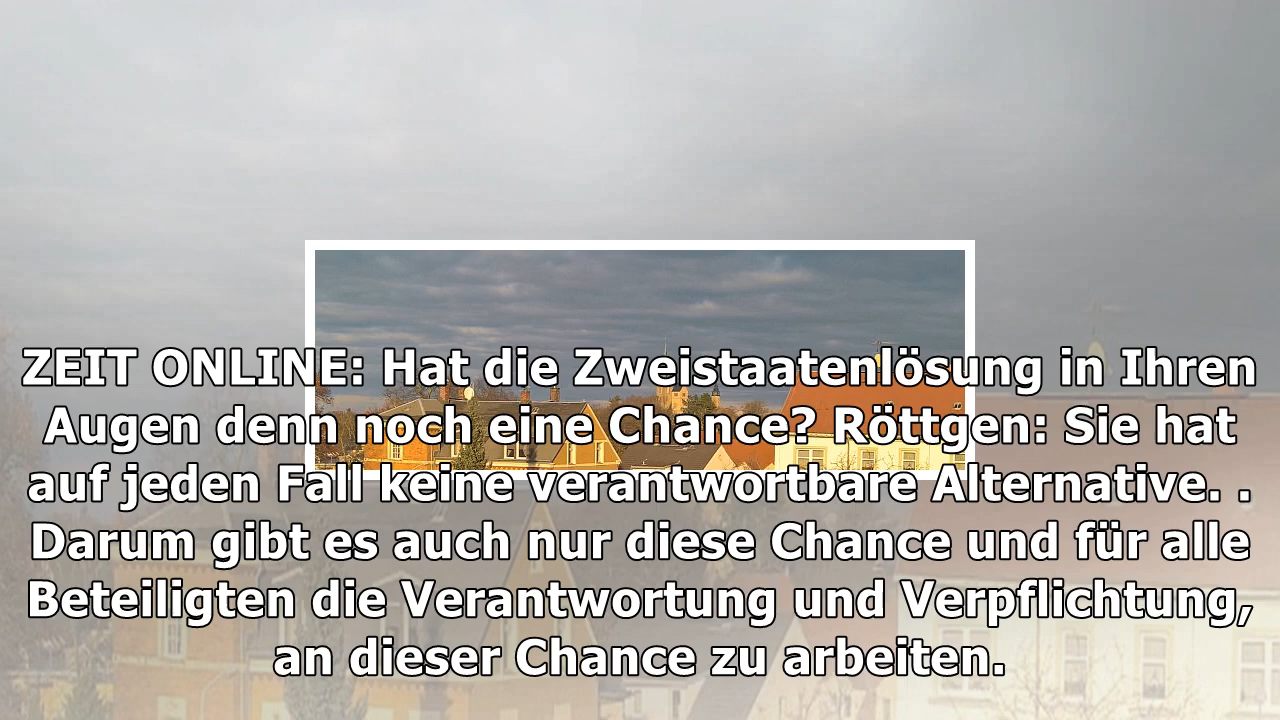 ZEIT ONLINE: Hat die Zweistaatenlösung in Ihren
Augen denn noch eine Chance? Röttgen: Sie hat
auf jeden Fall keine verantwortbare Alternative. .
Darum gibt es auch nur diese Chance und für alle
Beteiligten die Verantwortung und Verpflichtung,
an dieser Chance zu arbeiten.